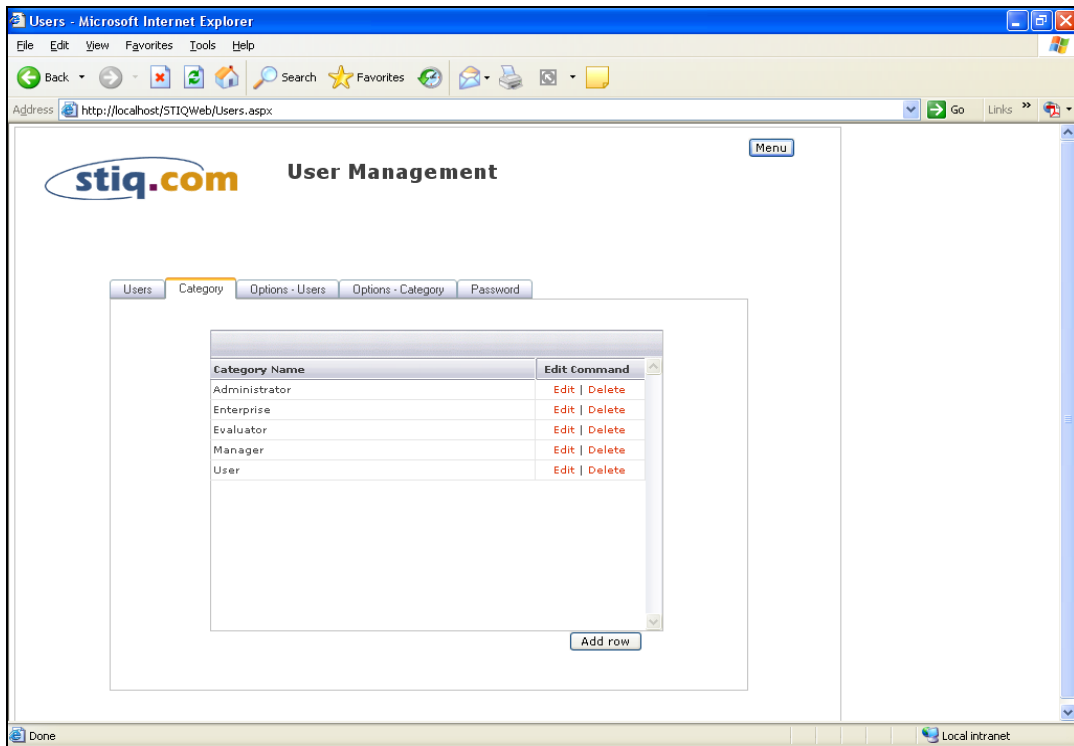 Users - Microsoft Internet Explorer
File Edit View Favorites Tools Help
Back Search Favorites
Address http://localhost/STIQWeb/Users.aspx Go Links »
Menu
stiq.com User Management
Users Category Options - Users Options - Category Password
Category Name Edit Command
Administrator Edit | Delete
Enterprise Edit | Delete
Evaluator Edit | Delete
Manager Edit | Delete
User Edit | Delete
Add row
Done Local intranet